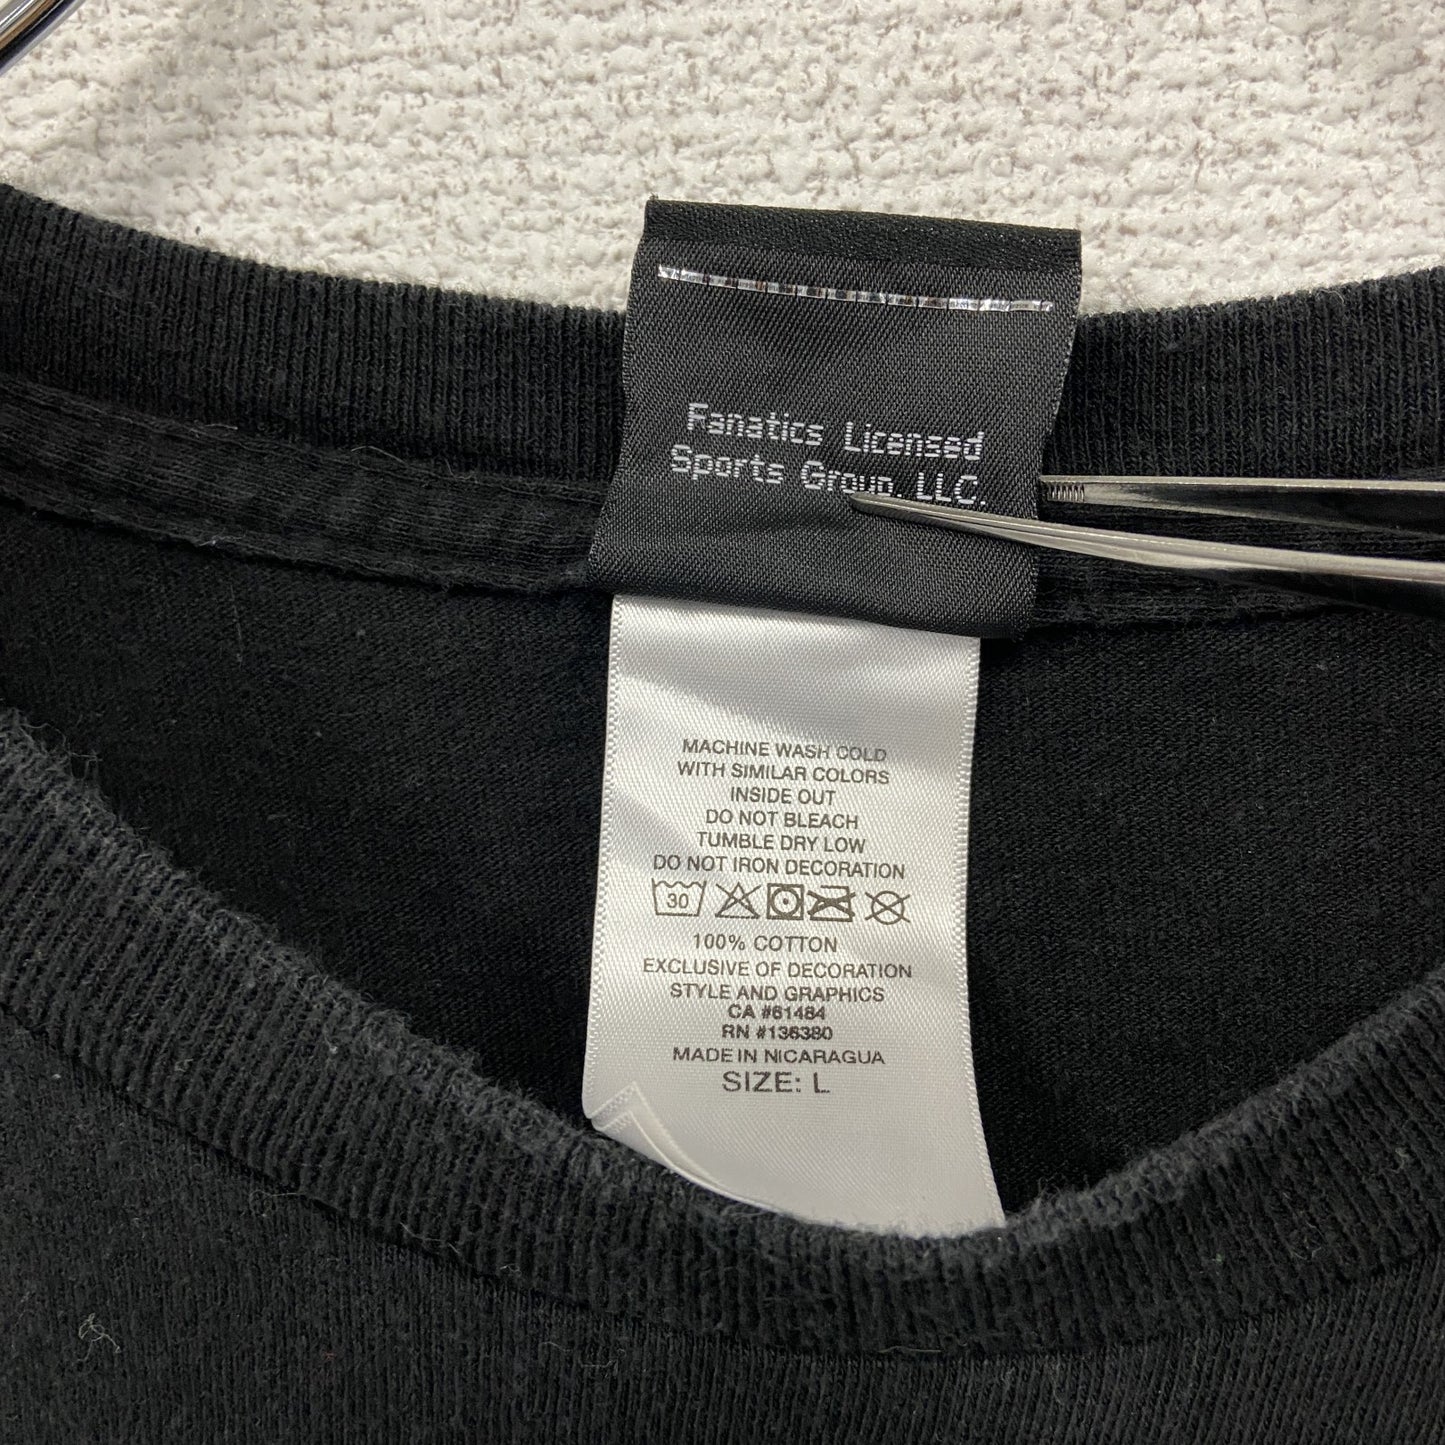 Fanatics Licensed
Sports Group, LLC.
MACHINE WASH COLD
WITH SIMILAR COLORS
INSIDE OUT
DO NOT BLEACH
TUMBLE DRY LOW
DO NOT IRON DECORATION
30
100% COTTON
EXCLUSIVE OF DECORATION
STYLE AND GRAPHICS
CA #61484
RN #136380
MADE IN NICARAGUA
SIZE: L